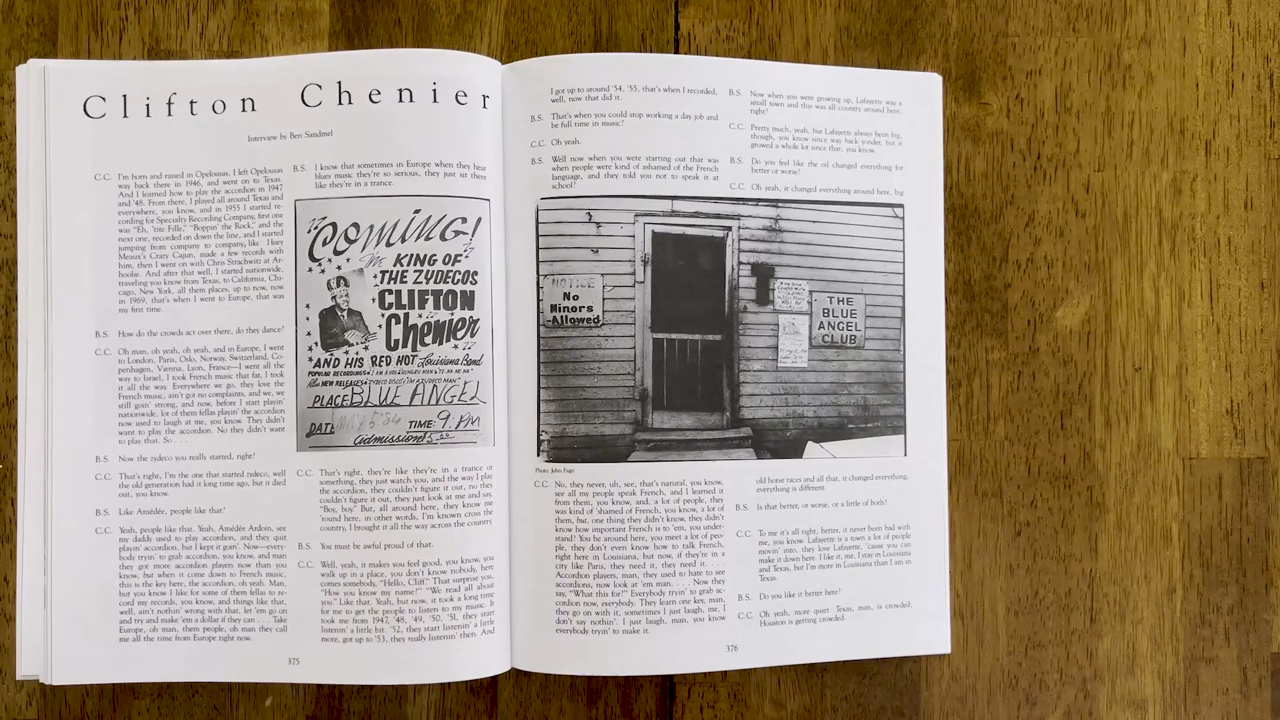 Clifton Chenier
Interview by Ben Sandmel
C.C. I'm born and raised in Opelousas, I left Opelousas
way back there in 1946, and went on to Texas.
And I learned how to play the accordion in 1947
and '48. From there, I played all around Texas and
everywhere, you know, and in 1955 I started re-
cording for Specialty Recording Company, first one
was "Eh, 'tite Fille," "Boppin' the Rock," and the
next one, recorded on down the line, and I started
jumping from company to company, like Huey
Meaux's Crazy Cajun, made a few records with
him, then I went on with Chris Strachwitz at Ar-
hoolie. And after that well, I started nationwide,
traveling you know from Texas, to California, Chi-
cago, New York, all them places, up to now, now
in 1969, that's when I went to Europe, that was
my first time.
B.S. How do the crowds act over there, do they dance?
C.C. Oh man, oh yeah, oh yeah, and in Europe, I went
to London, Paris, Oslo, Norway, Switzerland, Co-
penhagen, Vienna, Lyon, France—I went all the
way to Israel, I took French music that far, I took
it all the way. Everywhere we go, they love the
French music, ain't got no complaints, and we, we
still goin' strong, and now, before I start playin'
nationwide, lot of them fellas playin' the accordion
now used to laugh at me, you know. They didn't
want to play the accordion. No they didn't want
to play that. So . . . .
B.S. Now the zydeco you really started, right?
C.C. That's right, I'm the one that started zydeco, well
the old generation had it long time ago, but it died
out, you know.
B.S. Like Amédée, people like that?
C.C. Yeah, people like that. Yeah, Amédée Ardoin, see
my daddy used to play accordion, and they quit
playin' accordion, but I kept it goin'. Now—every-
body tryin' to grab accordion, you know, and man
they got more accordion players now than you
know, but when it come down to French music,
this is the key here, the accordion, oh yeah. Man,
but you know I like for some of them fellas to re-
cord my records, you know, and things like that,
well, ain't nothin' wrong with that, let 'em go on
and try and make 'em a dollar if they can . . . Take
Europe, oh man, them people, oh man they call
me all the time from Europe right now.
B.S. I know that sometimes in Europe when they hear
blues music they're so serious, they just sit there
like they're in a trance.
"COMING!"
Mr. KING OF
THE ZYDECOS
CLIFTON
Chenier
AND HIS RED HOT Louisiana Band
POPULAR RECORDINGS
Also NEW RELEASES
PLACE: BLUE ANGEL
DATE MAY 5 '84 TIME: 9: PM
Admission 5.00
C.C. That's right, they're like they're in a trance or
something, they just watch you, and the way I play
the accordion, they couldn't figure it out, no they
couldn't figure it out, they just look at me and say,
"Boy, boy." But, all around here, they know me
'round here, in other words, I'm known across the
country, I brought it all the way across the country.
B.S. You must be awful proud of that.
C.C. Well, yeah, it makes you feel good, you know, you
walk up in a place, you don't know nobody, here
comes somebody, "Hello, Cliff." That surprise you,
"How you know my name?" "We read all about
you." Like that. Yeah, but now, it took a long time
for me to get the people to listen to my music. It
took me from 1947, '48, '49, '50, '51, they start
listenin' a little bit. '52, they start listenin' a little
more, got up to '53, they really listenin' then. And
375
I got up to around '54, '55, that's when I recorded,
well, now that did it.
B.S. That's when you could stop working a day job and
be full time in music?
C.C. Oh yeah.
B.S. Well now when you were starting out that was
when people were kind of ashamed of the French
language, and they told you not to speak it at
school?
B.S. Now when you were growing up, Lafayette was a
small town and this was all country around here,
right?
C.C. Pretty much, yeah, but Lafayette always been big,
though, you know since way back yonder, but it
growed a whole lot since that, you know.
B.S. Do you feel like the oil changed everything for
better or worse?
C.C. Oh yeah, it changed everything around here, big
NOTICE
No
Minors
Allowed
THE
BLUE
ANGEL
CLUB
Photo: John Fago
C.C. No, they never, uh, see, that's natural, you know,
see all my people speak French, and I learned it
from them, you know, and, a lot of people, they
was kind of 'shamed of French, you know, a lot of
them, but, one thing they didn't know, they didn't
know how important French is to 'em, you under-
stand? You be around here, you meet a lot of peo-
ple, they don't even know how to talk French,
right here in Louisiana, but now, if they're in a
city like Paris, they need it, they need it. . . .
Accordion players, man, they used to hate to see
accordions, now look at 'em man. . . . Now they
say, "What this for?" Everybody tryin' to grab ac-
cordion now, everybody. They learn one key, man,
they go on with it, sometimes I just laugh, me, I
don't say nothin'. I just laugh, man, you know
everybody tryin' to make it.
old horse races and all that, it changed everything,
everything is different.
B.S. Is that better, or worse, or a little of both?
C.C. To me it's all right, better, it never been bad with
me, you know. Lafayette is a town a lot of people
movin' into, they love Lafayette, 'cause you can
make it down here. I like it, me, I stay in Louisiana
and Texas, but I'm more in Louisiana than I am in
Texas.
B.S. Do you like it better here?
C.C. Oh yeah, more quiet. Texas, man, is crowded;
Houston is getting crowded.
376